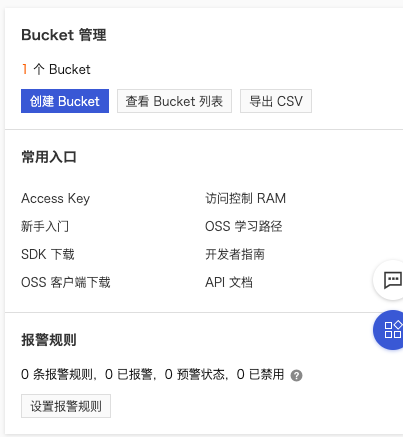 Bucket 管理
1 个 Bucket
创建 Bucket 查看 Bucket 列表 导出 CSV
常用入口
Access Key 访问控制 RAM
新手入门 OSS 学习路径
SDK 下载 开发者指南
OSS 客户端下载 API 文档
报警规则
0 条报警规则，0 已报警，0 预警状态，0 已禁用 ?
设置报警规则